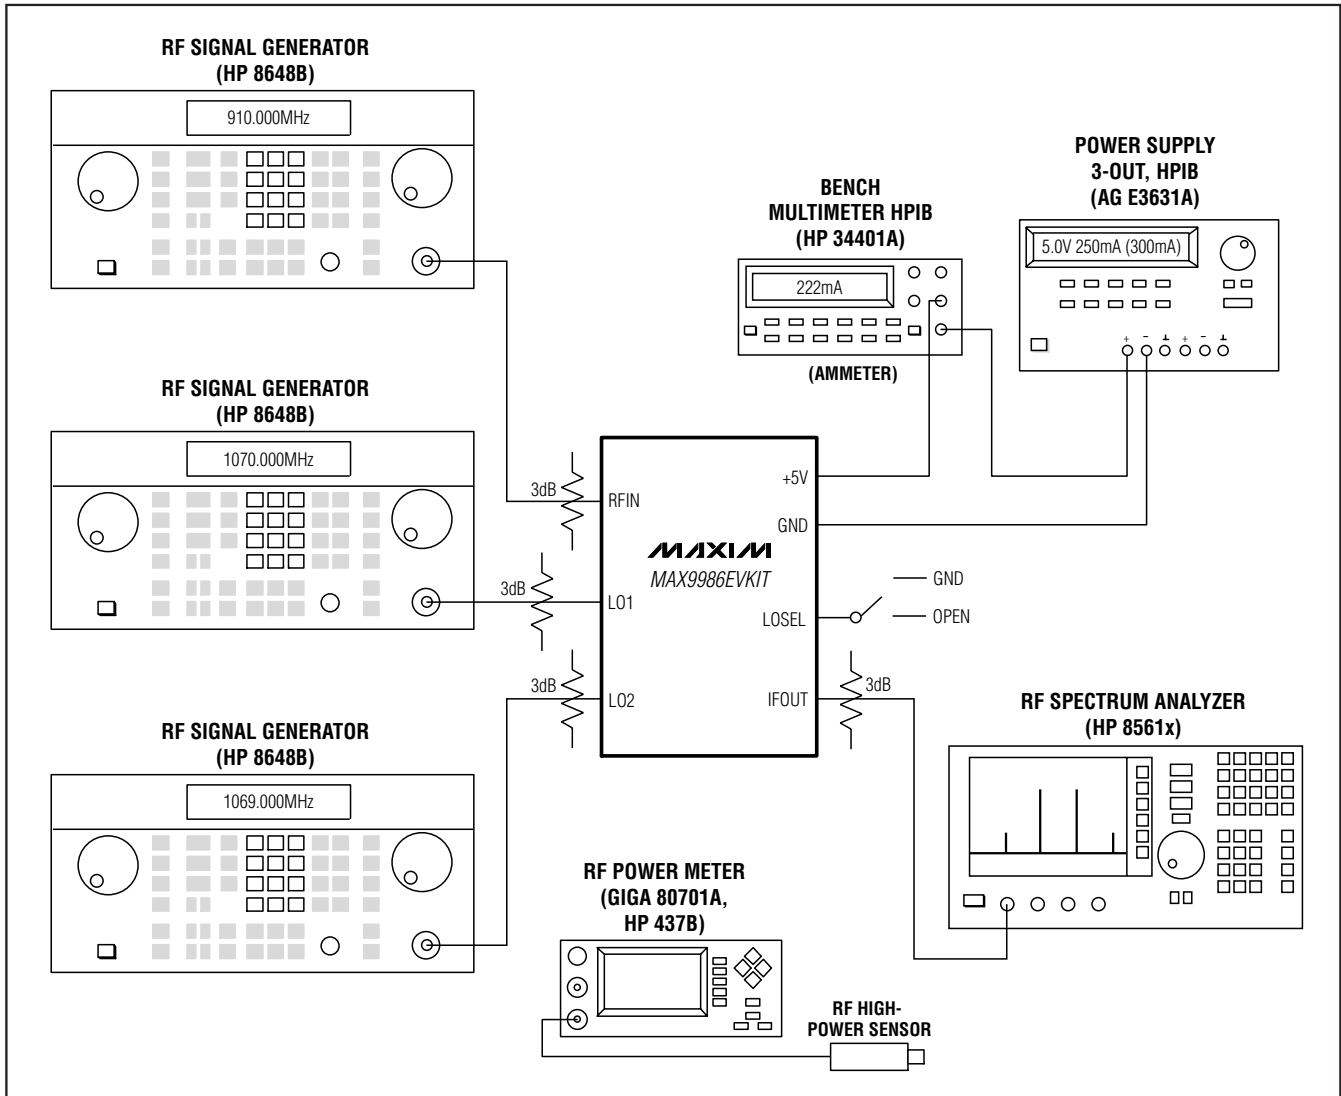 RF SIGNAL GENERATOR
(HP 8648B)
910.000MHz
RF SIGNAL GENERATOR
(HP 8648B)
1070.000MHz
RF SIGNAL GENERATOR
(HP 8648B)
1069.000MHz
BENCH
MULTIMETER HPIB
(HP 34401A)
222mA
(AMMETER)
POWER SUPPLY
3-OUT, HPIB
(AG E3631A)
5.0V 250mA (300mA)
+ - + -
3dB
RFIN
3dB
LO1
3dB
LO2
MAXIM
MAX9986EVKIT
+5V
GND
LOSEL
GND
OPEN
IFOUT
3dB
RF SPECTRUM ANALYZER
(HP 8561x)
RF POWER METER
(GIGA 80701A,
HP 437B)
RF HIGH-
POWER SENSOR